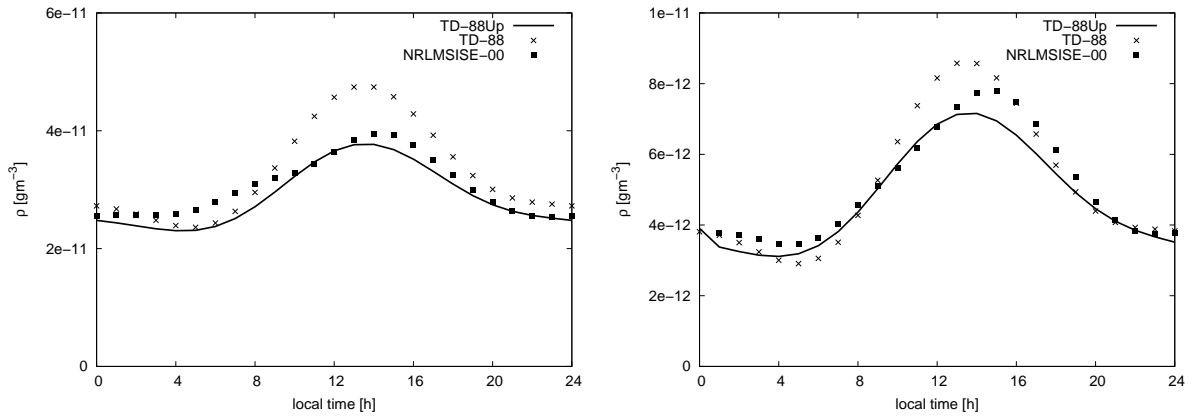 6e-11
4e-11
2e-11
0
ρ [gm−3]
0 4 8 12 16 20 24
local time [h]
TD-88Up
TD-88
NRLMSISE-00
1e-11
8e-12
6e-12
4e-12
2e-12
0
ρ [gm−3]
0 4 8 12 16 20 24
local time [h]
TD-88Up
TD-88
NRLMSISE-00